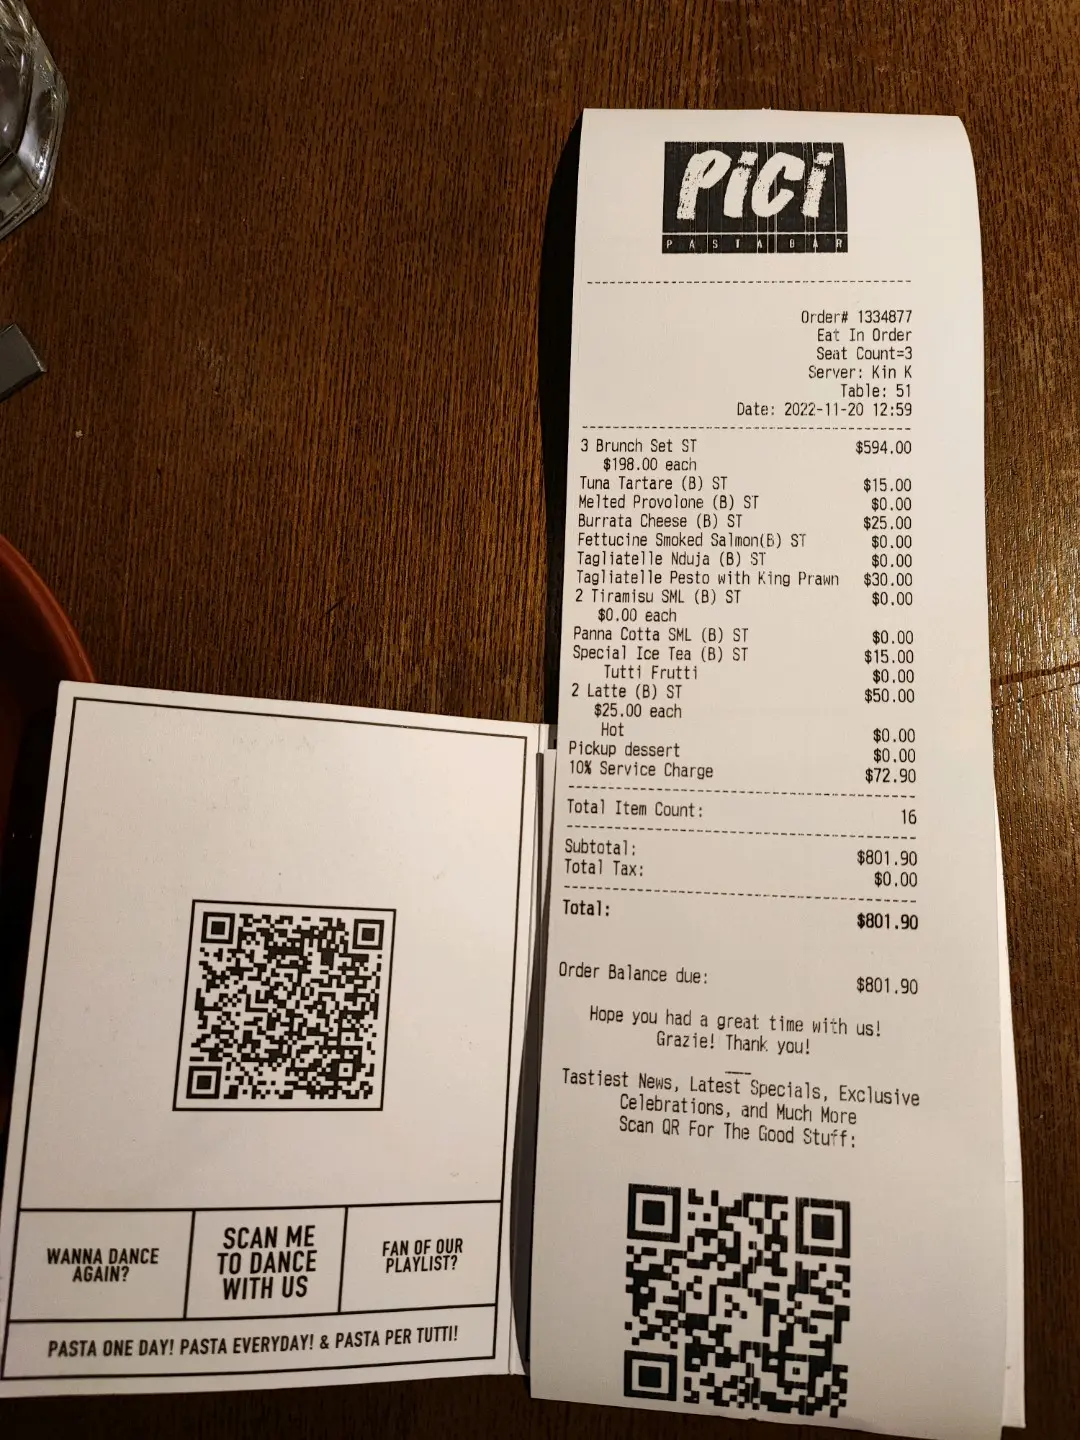 PiCi
PASTA BAR
Order# 1334877
Eat In Order
Seat Count=3
Server: Kin K
Table: 51
Date: 2022-11-20 12:59
3 Brunch Set ST $594.00
$198.00 each
Tuna Tartare (B) ST $15.00
Melted Provolone (B) ST $0.00
Burrata Cheese (B) ST $25.00
Fettucine Smoked Salmon(B) ST $0.00
Tagliatelle Nduja (B) ST $0.00
Tagliatelle Pesto with King Prawn $30.00
2 Tiramisu SML (B) ST $0.00
$0.00 each
Panna Cotta SML (B) ST $0.00
Special Ice Tea (B) ST $15.00
Tutti Frutti $0.00
2 Latte (B) ST $50.00
$25.00 each
Hot $0.00
Pickup dessert $0.00
10% Service Charge $72.90
Total Item Count: 16
Subtotal: $801.90
Total Tax: $0.00
Total: $801.90
Order Balance due: $801.90
Hope you had a great time with us!
Grazie! Thank you!
Tastiest News, Latest Specials, Exclusive
Celebrations, and Much More
Scan QR For The Good Stuff:
WANNA DANCE
AGAIN?
SCAN ME
TO DANCE
WITH US
FAN OF OUR
PLAYLIST?
PASTA ONE DAY! PASTA EVERYDAY! & PASTA PER TUTTI!